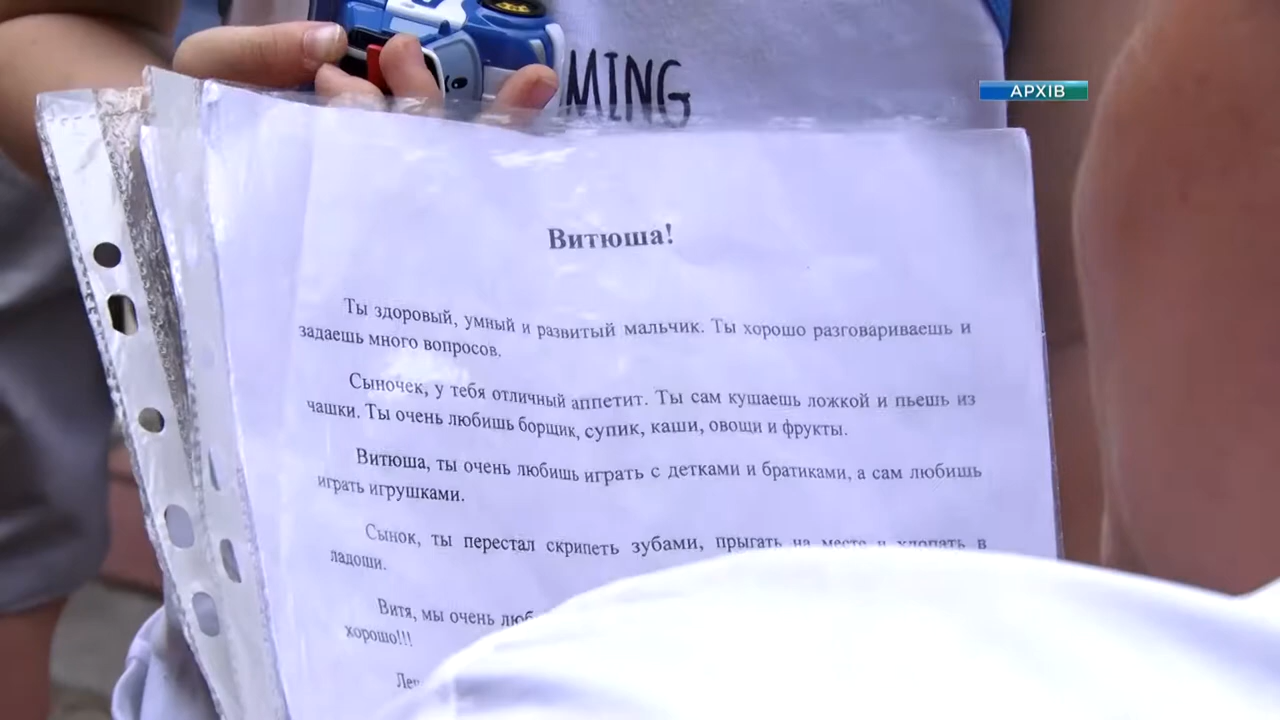 MING
АРХІВ
Витюша!
Ты здоровый, умный и развитый мальчик. Ты хорошо разговариваешь и
задаешь много вопросов.
Сыночек, у тебя отличный аппетит. Ты сам кушаешь ложкой и пьешь из
чашки. Ты очень любишь борщик, супик, каши, овощи и фрукты.
Витюша, ты очень любишь играть с детками и братиками, а сам любишь
играть игрушками.
Сынок, ты перестал скрипеть зубами, прыгать на месте и хлопать в
ладоши.
Витя, мы очень
хорошо!!!